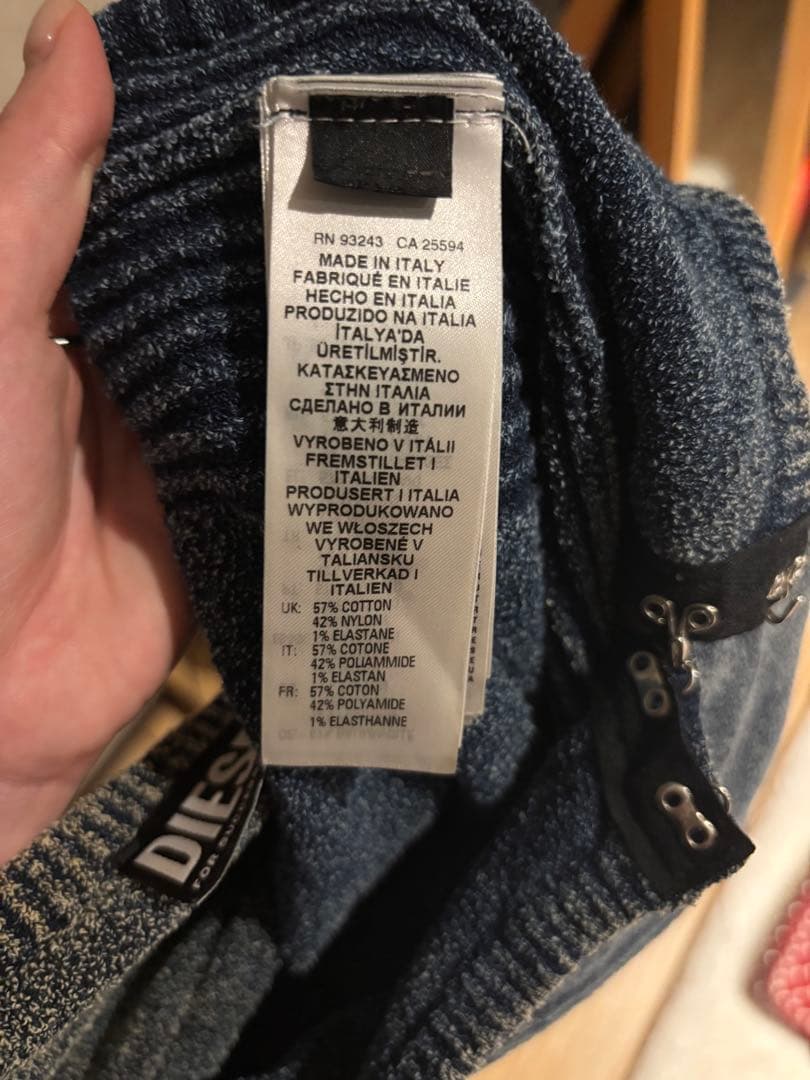 RN 93243 CA 25594
MADE IN ITALY
FABRIQUÉ EN ITALIE
HECHO EN ITALIA
PRODUZIDO NA ITALIA
İTALYA'DA
ÜRETİLMİŞTİR.
ΚΑΤΑΣΚΕΥΑΣΜΕΝΟ
ΣΤΗΝ ΙΤΑΛΙΑ
СДЕЛАНО В ИТАЛИИ
意大利制造
VYROBENO V ITÁLII
FREMSTILLET I
ITALIEN
PRODUSERT I ITALIA
WYPRODUKOWANO
WE WŁOSZECH
VYROBENÉ V
TALIANSKU
TILLVERKAD I
ITALIEN
UK: 57% COTTON
42% NYLON
1% ELASTANE
IT: 57% COTONE
42% POLIAMMIDE
1% ELASTAN
FR: 57% COTON
42% POLYAMIDE
1% ELASTHANNE
DIES
FOR